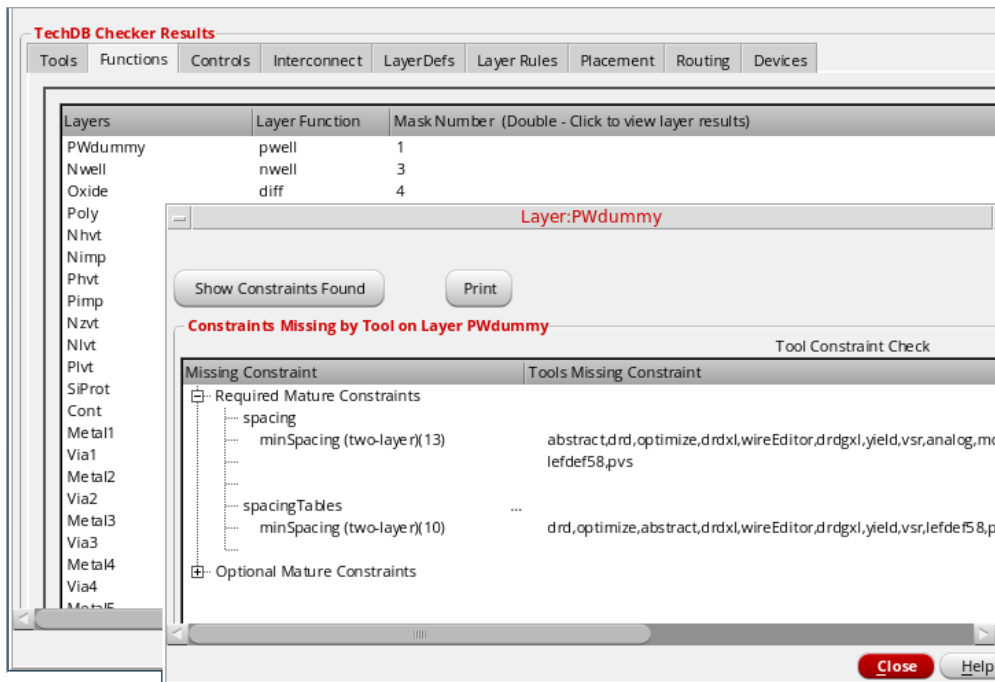 TechDB Checker Results
Tools Functions Controls Interconnect LayerDefs Layer Rules Placement Routing Devices
Layers Layer Function Mask Number (Double - Click to view layer results)
PWdummy pwell 1
Nwell nwell 3
Oxide diff 4
Poly
Nhvt
Nimp
Phvt
Pimp
Nzvt
Nlvt
Plvt
SiProt
Cont
Metal1
Via1
Metal2
Via2
Metal3
Via3
Metal4
Via4
Metal5
Layer:PWdummy
Show Constraints Found Print
Constraints Missing by Tool on Layer PWdummy
Tool Constraint Check
Missing Constraint Tools Missing Constraint
Required Mature Constraints
spacing
minSpacing (two-layer)(13) abstract,drd,optimize,drdxl,wireEditor,drdgxl,yield,vsr,analog,mo
lefdef58,pvs
spacingTables ...
minSpacing (two-layer)(10) drd,optimize,abstract,drdxl,wireEditor,drdgxl,yield,vsr,lefdef58,p
Optional Mature Constraints
Close Help